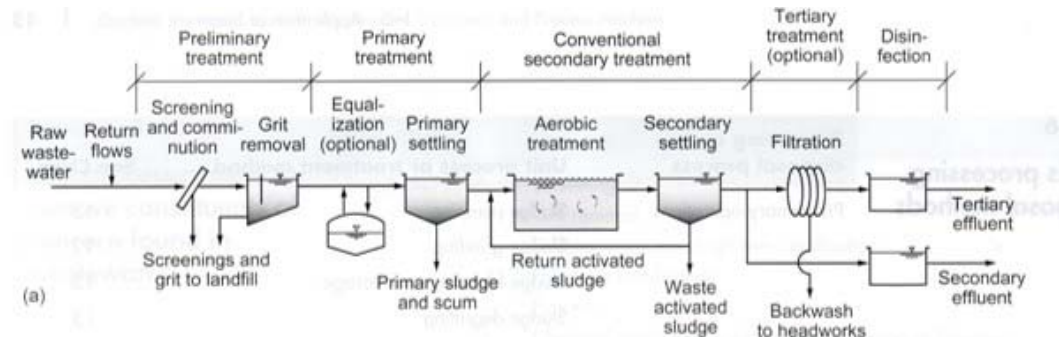 Preliminary
treatment
Primary
treatment
Conventional
secondary treatment
Tertiary
treatment
(optional)
Disin-
fection
Raw
waste-
water
Return
flows
Screening
and commi-
nution
Grit
removal
Equal-
ization
(optional)
Primary
settling
Aerobic
treatment
Secondary
settling
Filtration
Tertiary
effluent
Screenings and
grit to landfill
Primary sludge
and scum
Return activated
sludge
Waste
activated
sludge
Backwash
to headworks
Secondary
effluent
(a)